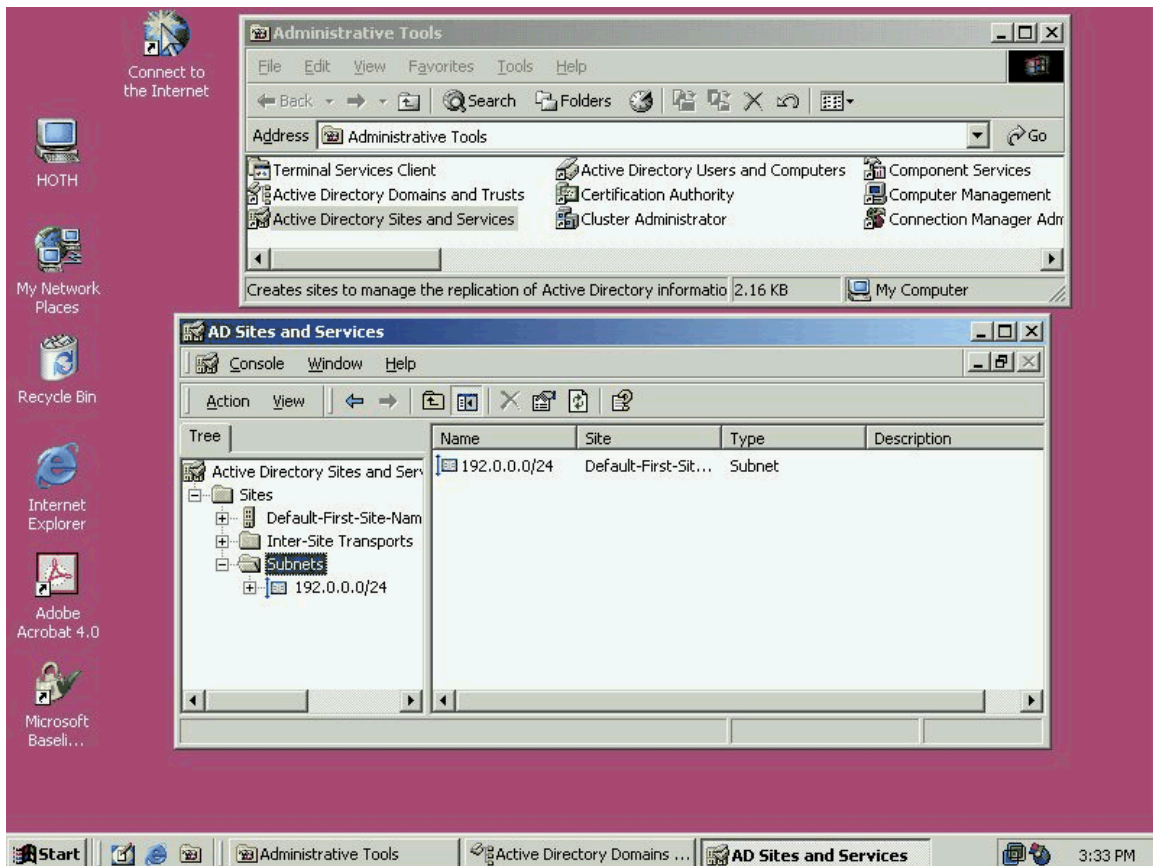 Connect to
the Internet
HOTH
My Network
Places
Recycle Bin
Internet
Explorer
Adobe
Acrobat 4.0
Microsoft
Baseli...
Administrative Tools
File Edit View Favorites Tools Help
Back Search Folders
Address Administrative Tools Go
Terminal Services Client Active Directory Users and Computers Component Services
Active Directory Domains and Trusts Certification Authority Computer Management
Active Directory Sites and Services Cluster Administrator Connection Manager Adm
Creates sites to manage the replication of Active Directory informatio 2.16 KB My Computer
AD Sites and Services
Console Window Help
Action View
Tree Name Site Type Description
Active Directory Sites and Serv 192.0.0.0/24 Default-First-Sit... Subnet
Sites
Default-First-Site-Nam
Inter-Site Transports
Subnets
192.0.0.0/24
Start Administrative Tools Active Directory Domains ... AD Sites and Services 3:33 PM